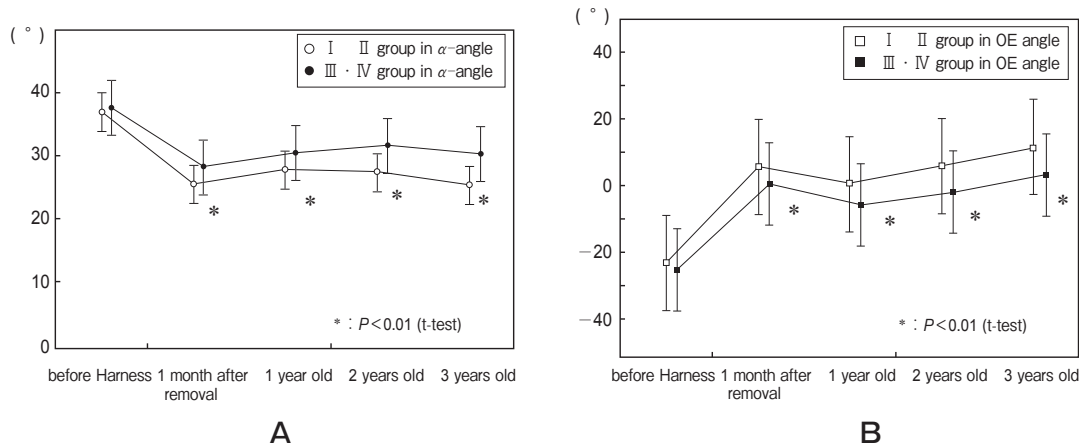 ( ° )
Ⅰ Ⅱ group in α-angle
Ⅲ · Ⅳ group in α-angle
40
30
20
10
0
* * * *
* : P<0.01 (t-test)
before Harness 1 month after removal 1 year old 2 years old 3 years old
A
( ° )
Ⅰ Ⅱ group in OE angle
Ⅲ · Ⅳ group in OE angle
40
20
0
−20
−40
* * * *
* : P<0.01 (t-test)
before Harness 1 month after removal 1 year old 2 years old 3 years old
B